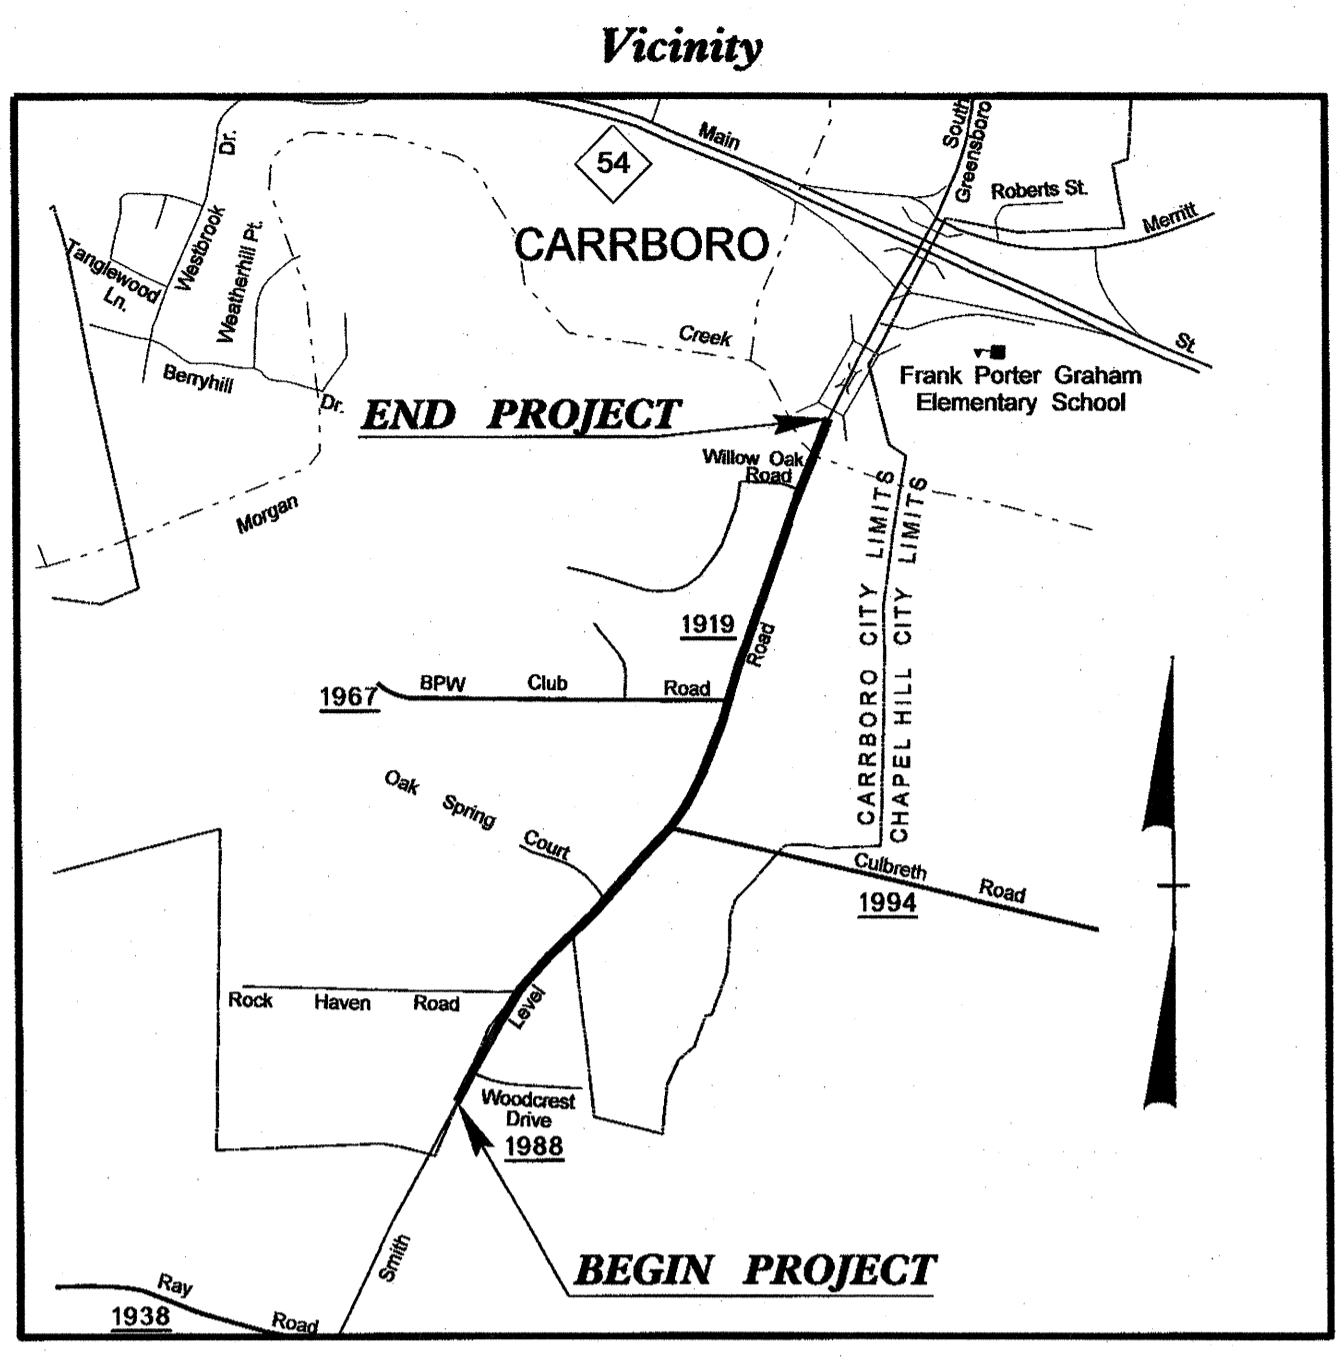 Vicinity
Main
54
South
Greensboro
Roberts St.
Merritt
Dr.
Westbrook
Weatherhill Pt.
Tanglewood
Ln.
CARRBORO
Creek
St.
Berryhill
Dr.
Frank Porter Graham
Elementary School
END PROJECT
Willow Oak
Road
Morgan
CARRBORO CITY LIMITS
CHAPEL HILL CITY LIMITS
1919
Road
1967
BPW Club Road
Oak Spring Court
Culbreth Road
1994
Rock Haven Road
Level
Woodcrest
Drive
1988
Smith
BEGIN PROJECT
Ray
Road
1938